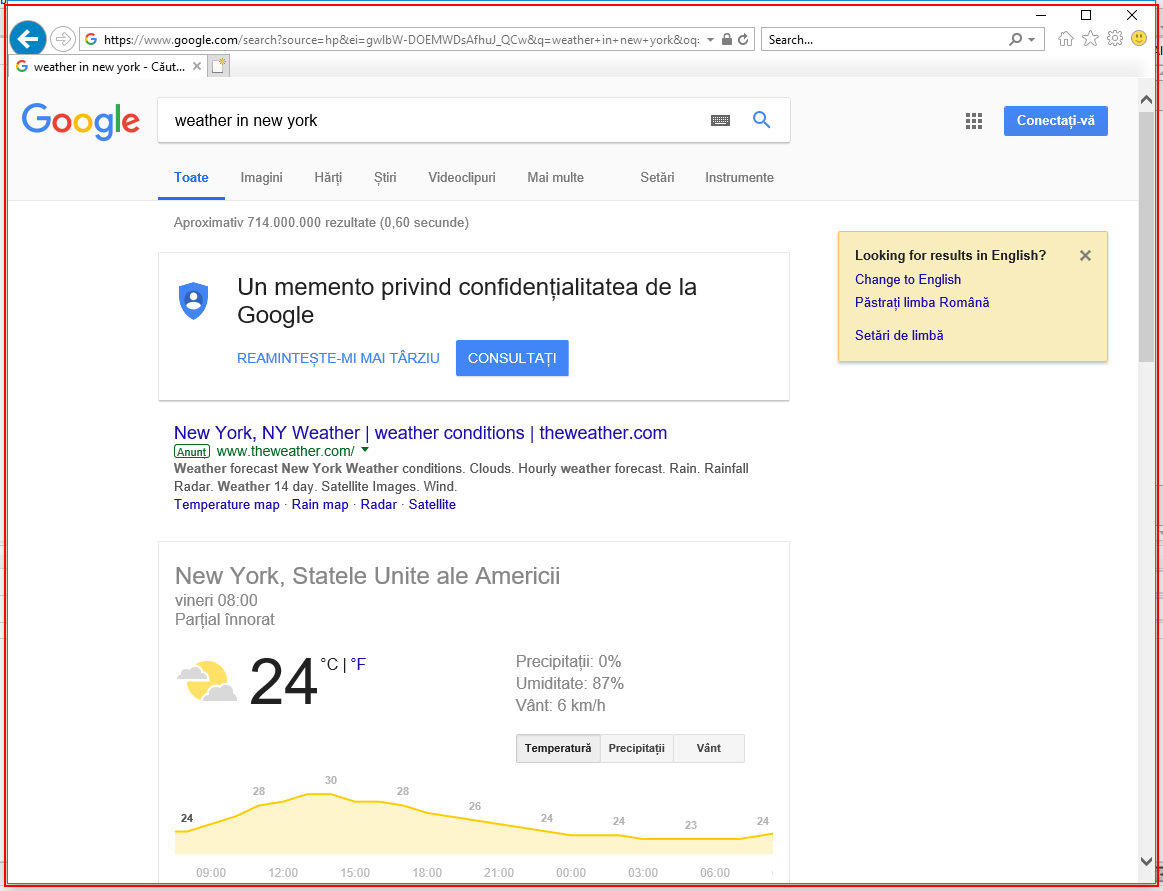 https://www.google.com/search?source=hp&ei=gwIbW-DOEMWDsAfhuJ_QCw&q=weather+in+new+york&oq=
Search...
weather in new york - Căut...
Google
weather in new york
Conectați-vă
Toate Imagini Hărți Știri Videoclipuri Mai multe Setări Instrumente
Aproximativ 714.000.000 rezultate (0,60 secunde)
Looking for results in English?
Change to English
Păstrați limba Română
Setări de limbă
Un memento privind confidențialitatea de la
Google
REAMINTEȘTE-MI MAI TÂRZIU CONSULTAȚI
New York, NY Weather | weather conditions | theweather.com
Anunț www.theweather.com/
Weather forecast New York Weather conditions. Clouds. Hourly weather forecast. Rain. Rainfall
Radar. Weather 14 day. Satellite Images. Wind.
Temperature map · Rain map · Radar · Satellite
New York, Statele Unite ale Americii
vineri 08:00
Parțial înnorat
24 °C | °F
Precipitații: 0%
Umiditate: 87%
Vânt: 6 km/h
Temperatură Precipitații Vânt
24 28 30 28 26 24 24 23 24
09:00 12:00 15:00 18:00 21:00 00:00 03:00 06:00